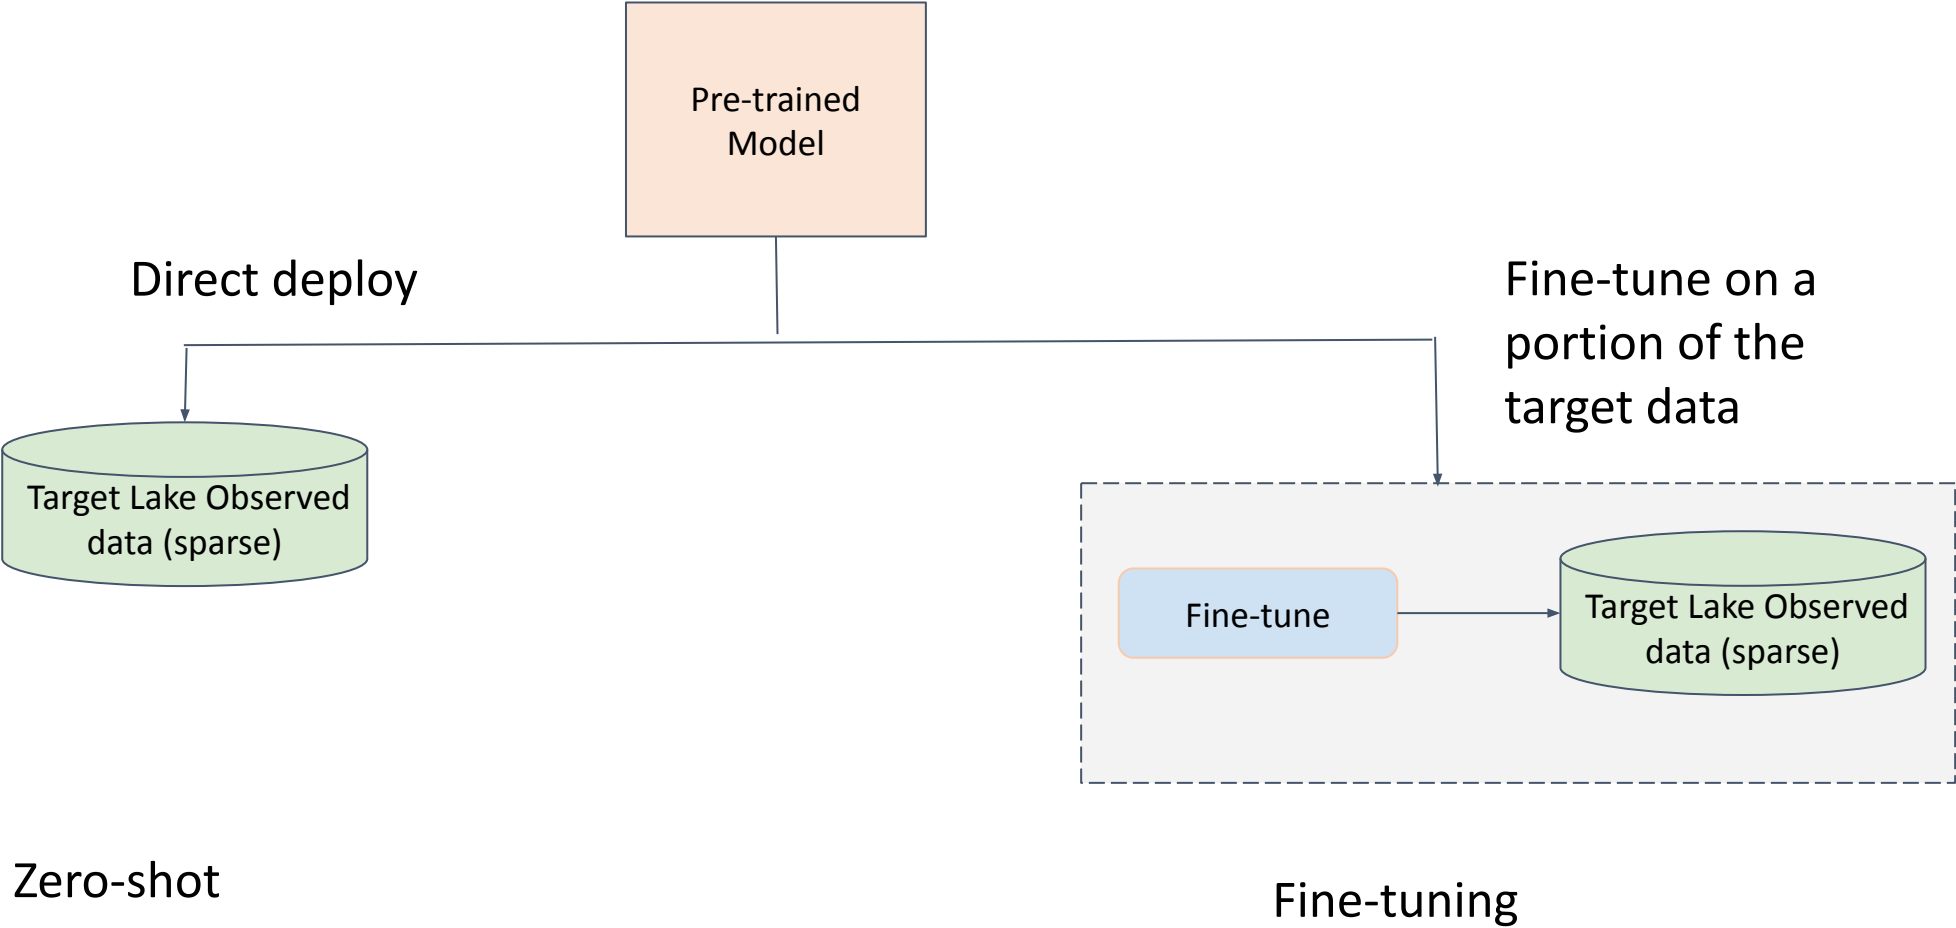 Pre-trained
Model
Direct deploy
Fine-tune on a
portion of the
target data
Target Lake Observed
data (sparse)
Fine-tune
Target Lake Observed
data (sparse)
Zero-shot
Fine-tuning